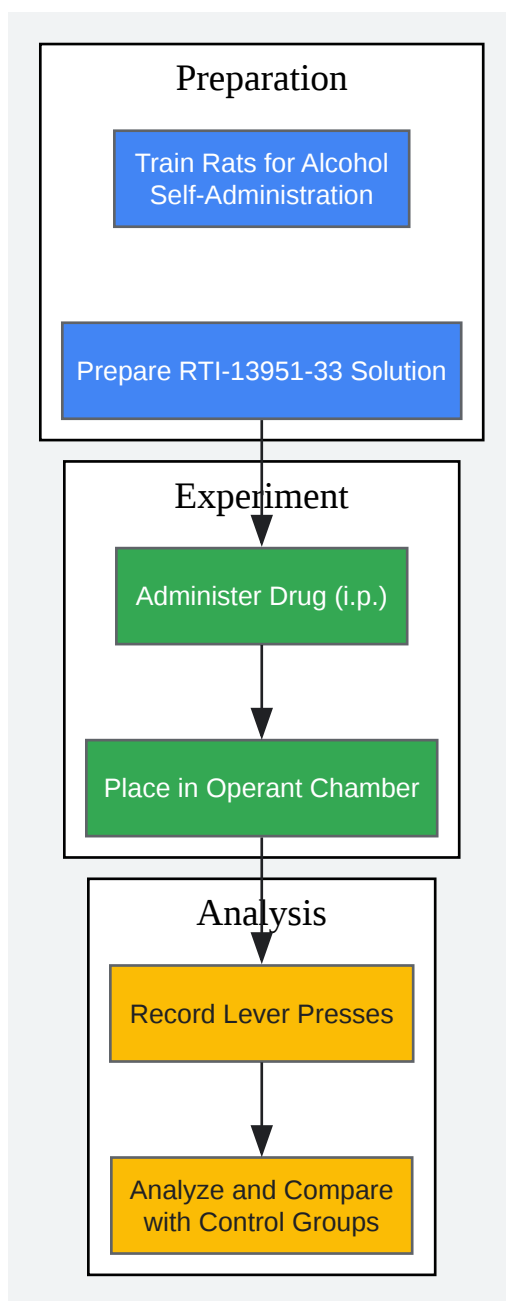 Preparation
Train Rats for Alcohol
Self-Administration
Prepare RTI-13951-33 Solution
Experiment
Administer Drug (i.p.)
Place in Operant Chamber
Analysis
Record Lever Presses
Analyze and Compare
with Control Groups